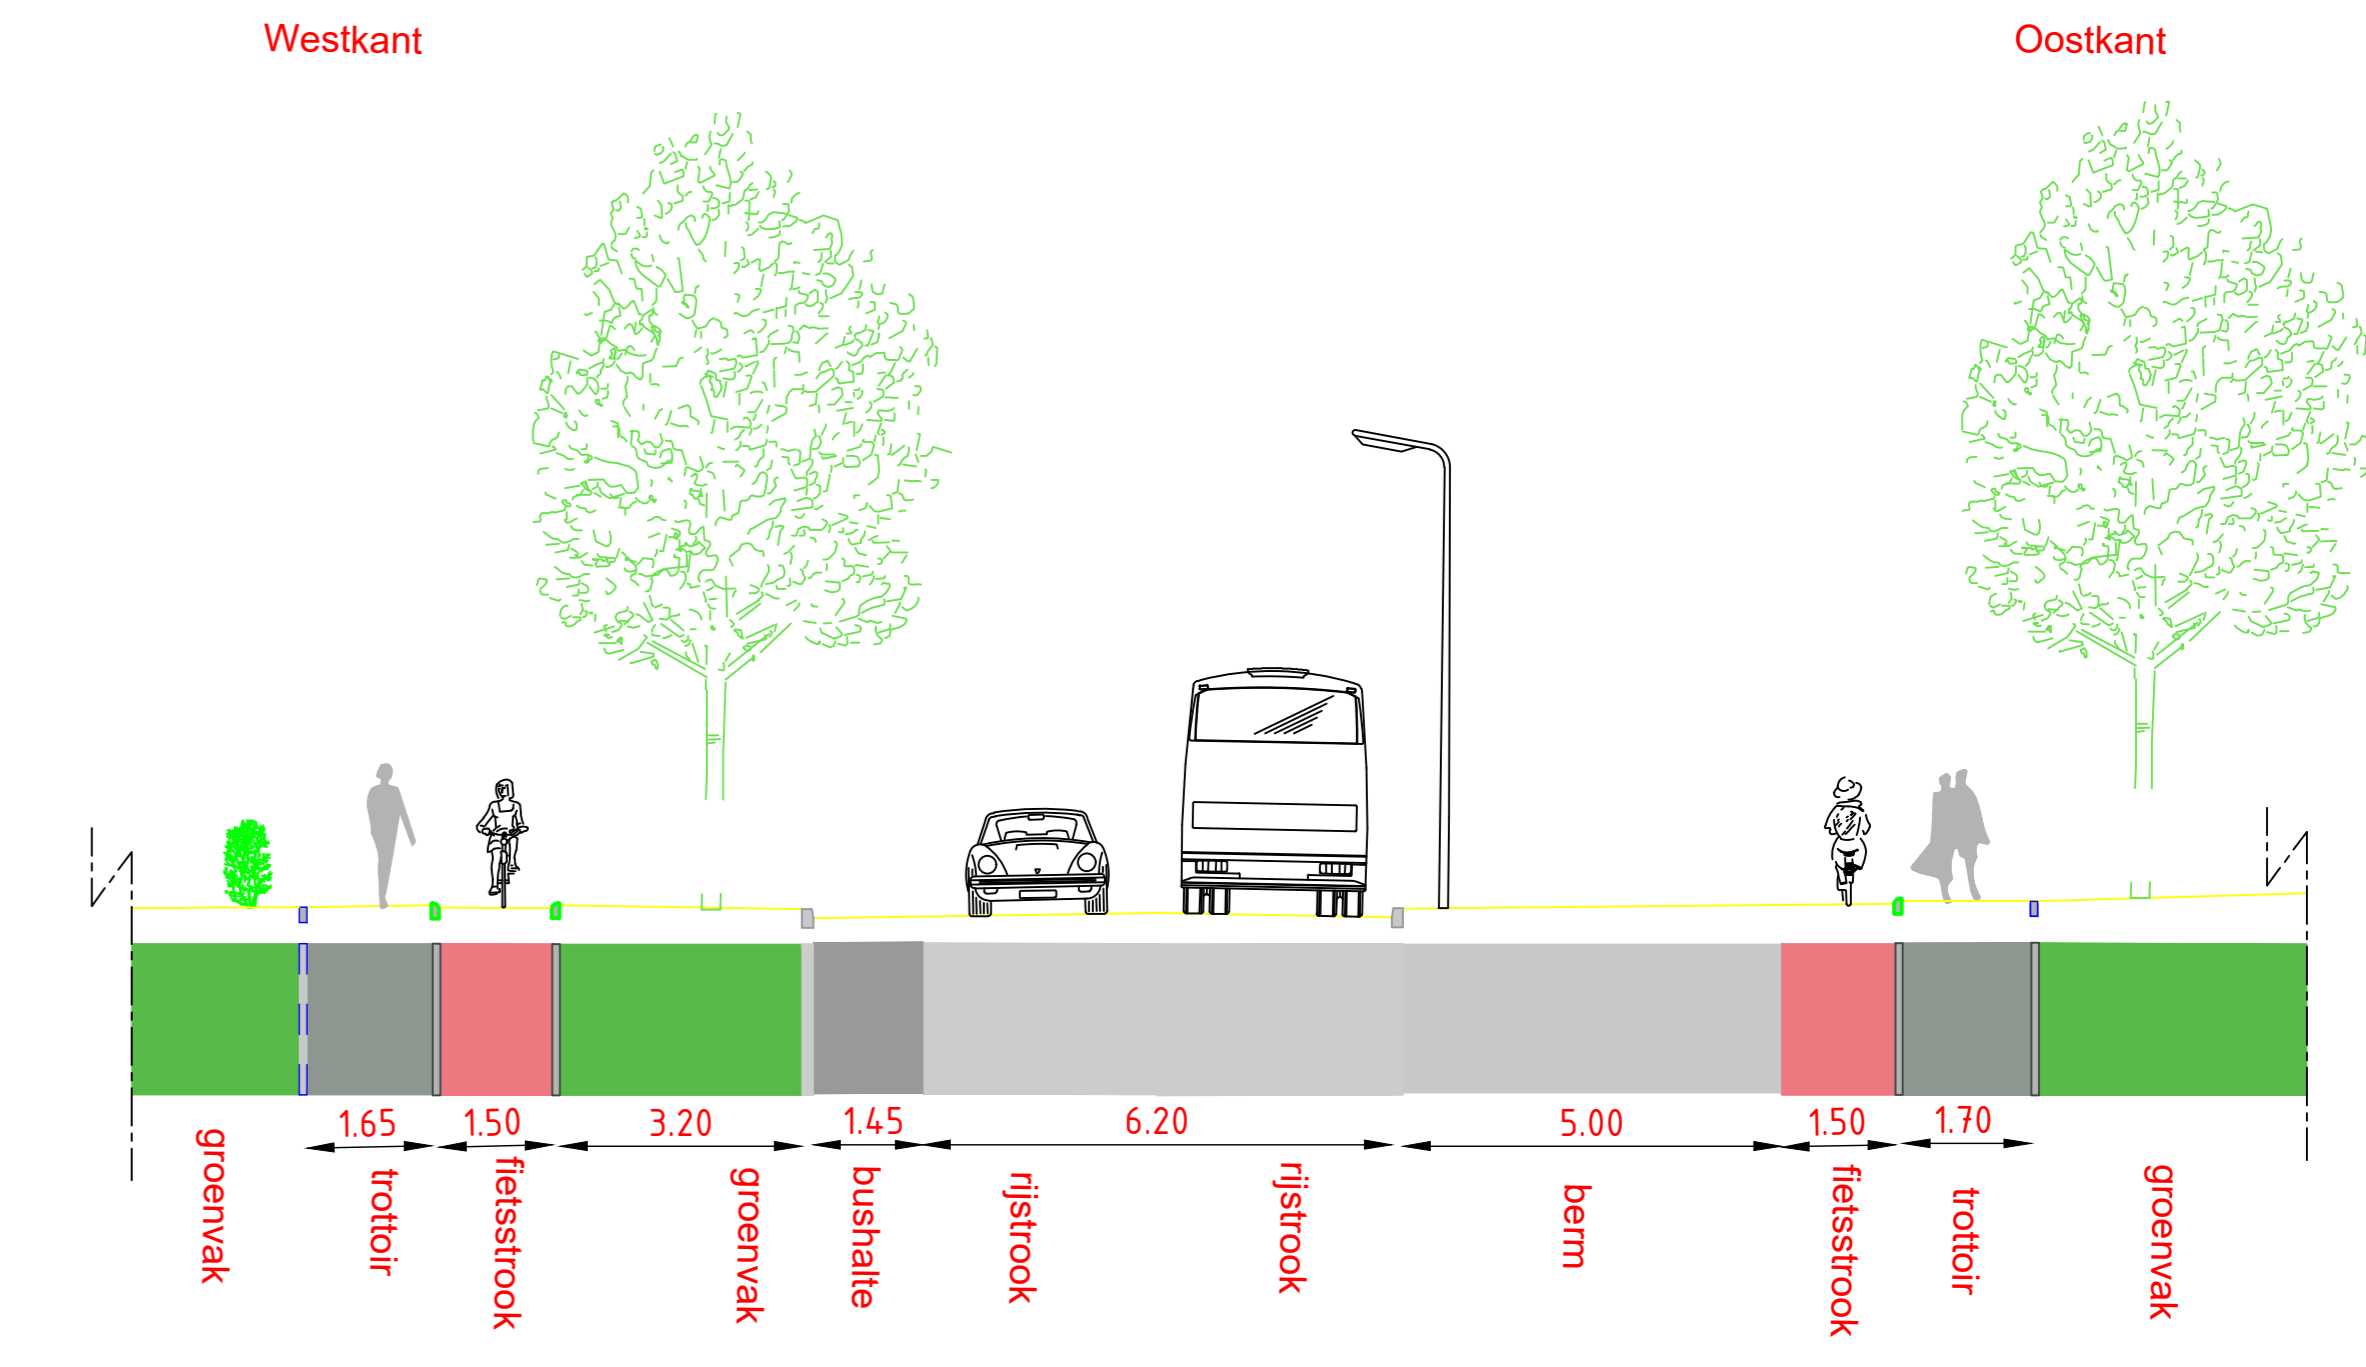 Westkant
Oostkant
1.65
1.50
3.20
1.45
6.20
5.00
1.50
1.70
groenvak
trottoir
fietsstrook
groenvak
bushalte
rijstrook
rijstrook
berm
fietsstrook
trottoir
groenvak